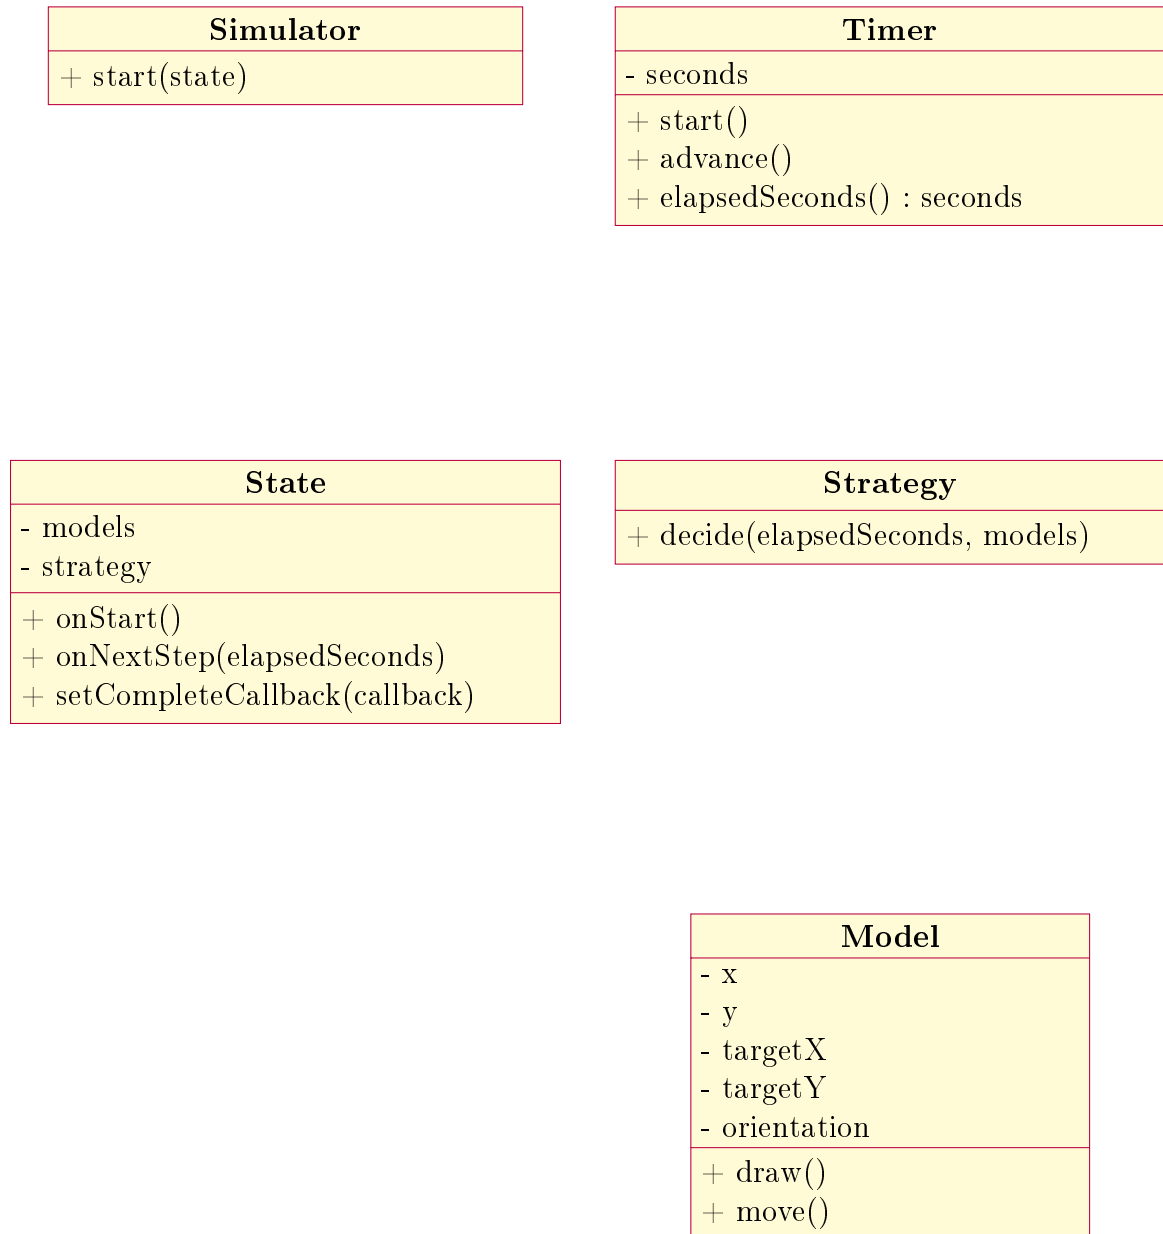 Simulator
+ start(state)
Timer
- seconds
+ start()
+ advance()
+ elapsedSeconds() : seconds
State
- models
- strategy
+ onStart()
+ onNextStep(elapsedSeconds)
+ setCompleteCallback(callback)
Strategy
+ decide(elapsedSeconds, models)
Model
- x
- y
- targetX
- targetY
- orientation
+ draw()
+ move()